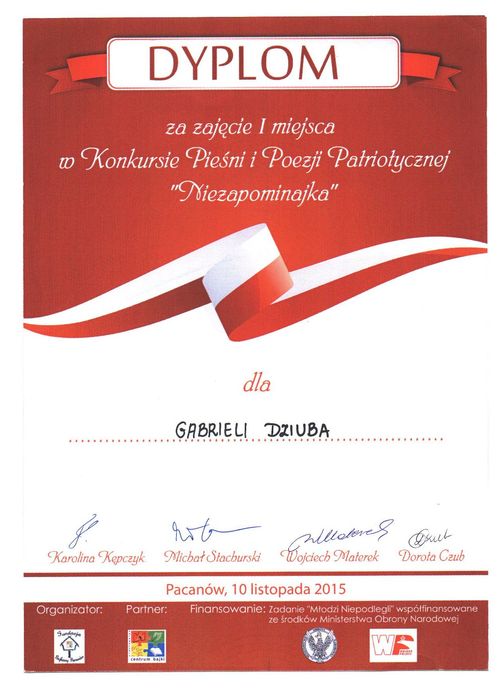 DYPLOM
za zajęcie I miejsca
w Konkursie Pieśni i Poezji Patriotycznej
"Niezapominajka"
dla
GABRIELI DZIUBA
Karolina Kępczyk Michał Stachurski Wojciech Materek Dorota Czub
Pacanów, 10 listopada 2015
Organizator: Partner: Finansowanie: Zadanie "Młodzi Niepodlegli" współfinansowane
ze środków Ministerstwa Obrony Narodowej
centrum bajki